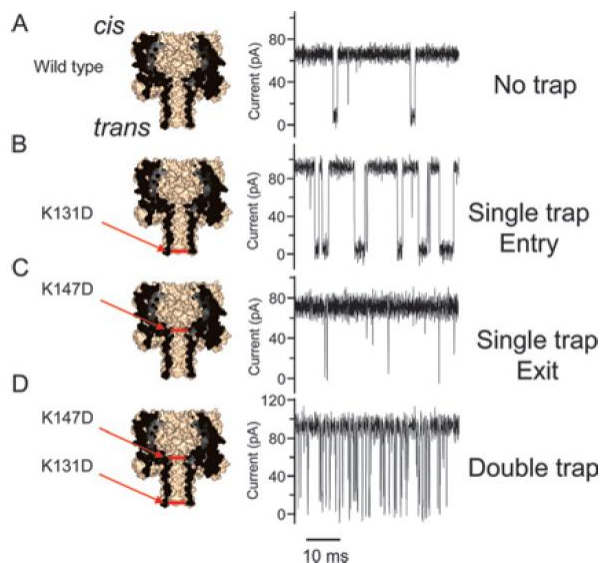 A
cis
Wild type
trans
Current (pA)
80
40
0
No trap
B
K131D
Current (pA)
80
40
0
Single trap
Entry
C
K147D
Current (pA)
80
40
0
Single trap
Exit
D
K147D
K131D
Current (pA)
120
80
40
0
Double trap
10 ms